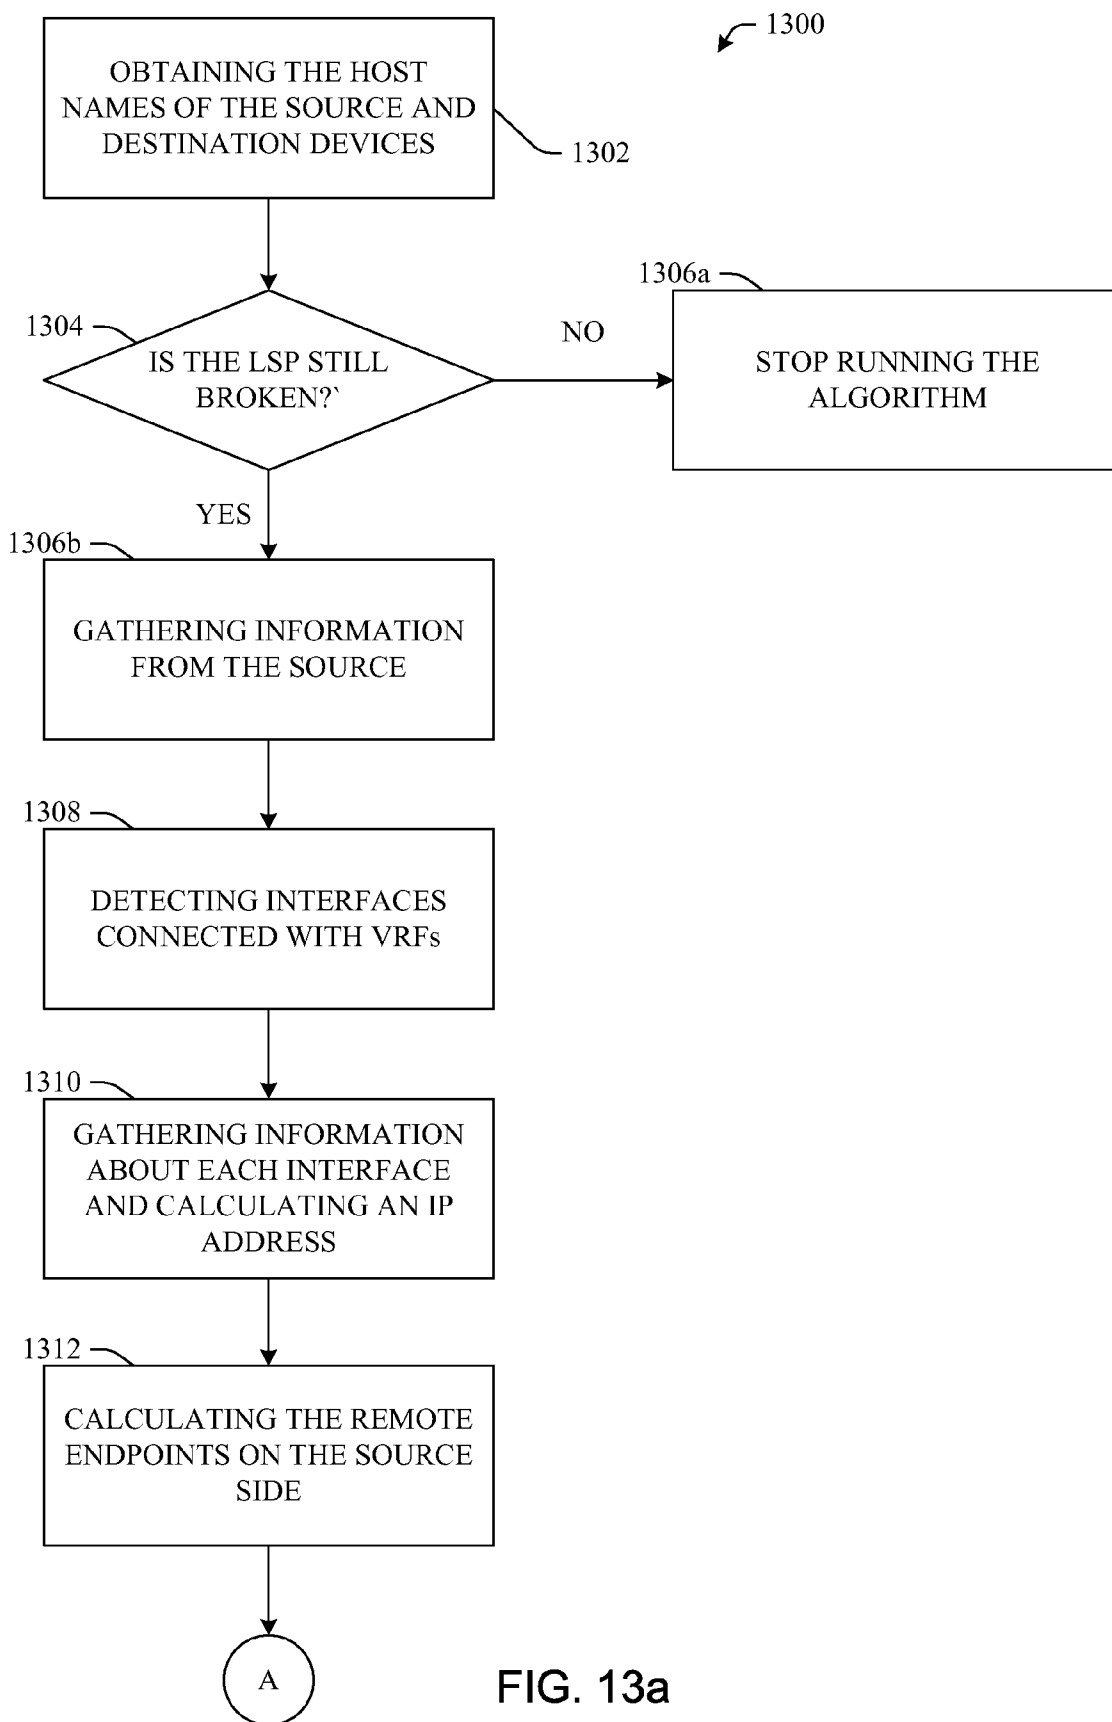 1300
OBTAINING THE HOST
NAMES OF THE SOURCE AND
DESTINATION DEVICES
1302
1304
IS THE LSP STILL
BROKEN?`
NO
1306a
STOP RUNNING THE
ALGORITHM
YES
1306b
GATHERING INFORMATION
FROM THE SOURCE
1308
DETECTING INTERFACES
CONNECTED WITH VRFs
1310
GATHERING INFORMATION
ABOUT EACH INTERFACE
AND CALCULATING AN IP
ADDRESS
1312
CALCULATING THE REMOTE
ENDPOINTS ON THE SOURCE
SIDE
A
FIG. 13a